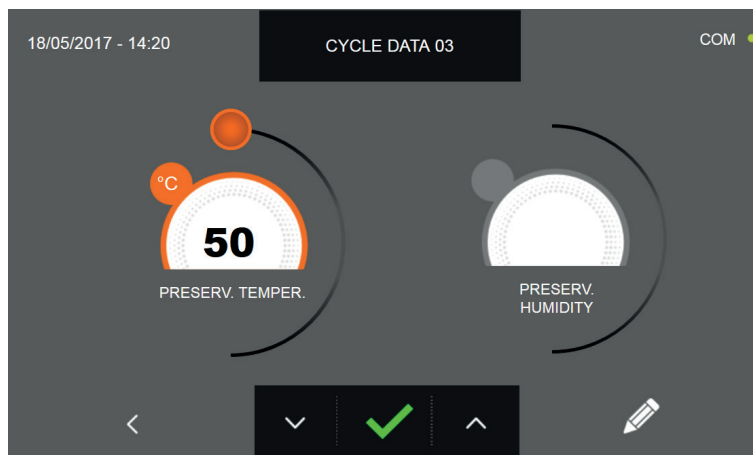 18/05/2017 - 14:20
CYCLE DATA 03
COM
°C
50
PRESERV. TEMPER.
PRESERV.
HUMIDITY